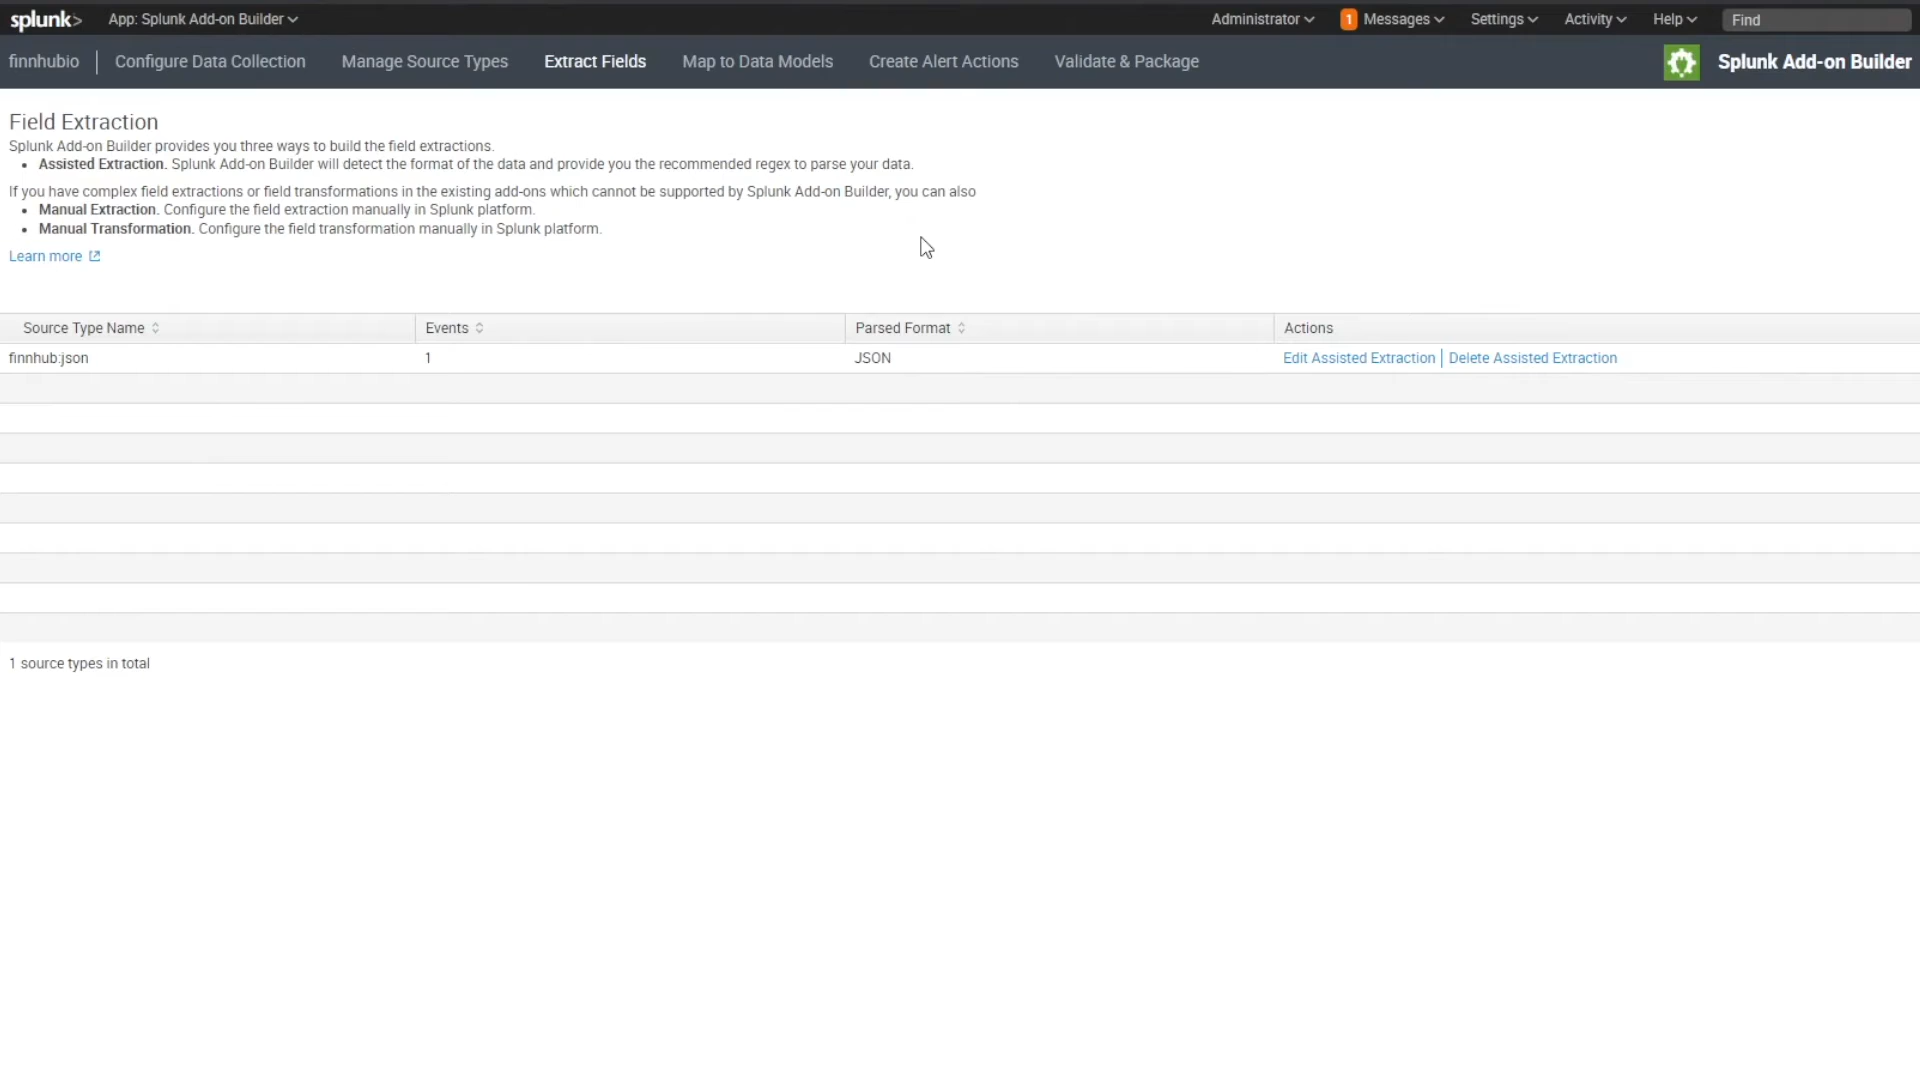 splunk> App: Splunk Add-on Builder Administrator 1 Messages Settings Activity Help Find
finnhubio Configure Data Collection Manage Source Types Extract Fields Map to Data Models Create Alert Actions Validate & Package Splunk Add-on Builder
Field Extraction
Splunk Add-on Builder provides you three ways to build the field extractions.
• Assisted Extraction. Splunk Add-on Builder will detect the format of the data and provide you the recommended regex to parse your data.
If you have complex field extractions or field transformations in the existing add-ons which cannot be supported by Splunk Add-on Builder, you can also
• Manual Extraction. Configure the field extraction manually in Splunk platform.
• Manual Transformation. Configure the field transformation manually in Splunk platform.
Learn more
Source Type Name Events Parsed Format Actions
finnhub:json 1 JSON Edit Assisted Extraction | Delete Assisted Extraction
1 source types in total